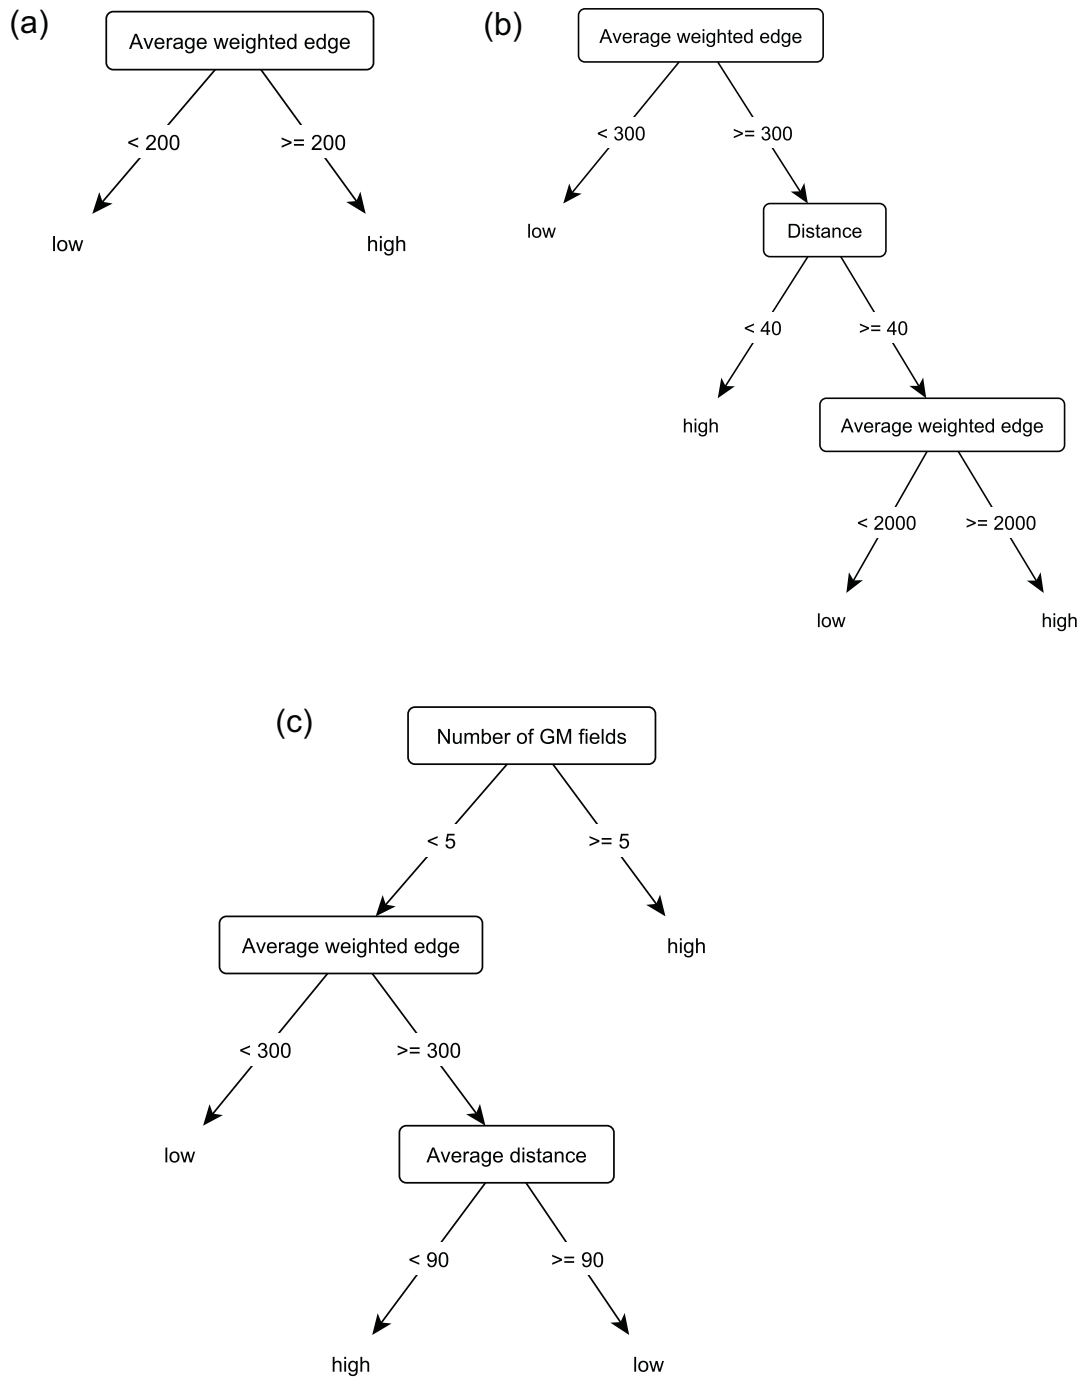 (a)
Average weighted edge
< 200
>= 200
low
high
(b)
Average weighted edge
< 300
>= 300
low
Distance
< 40
>= 40
high
Average weighted edge
< 2000
>= 2000
low
high
(c)
Number of GM fields
< 5
>= 5
Average weighted edge
high
< 300
>= 300
low
Average distance
< 90
>= 90
high
low